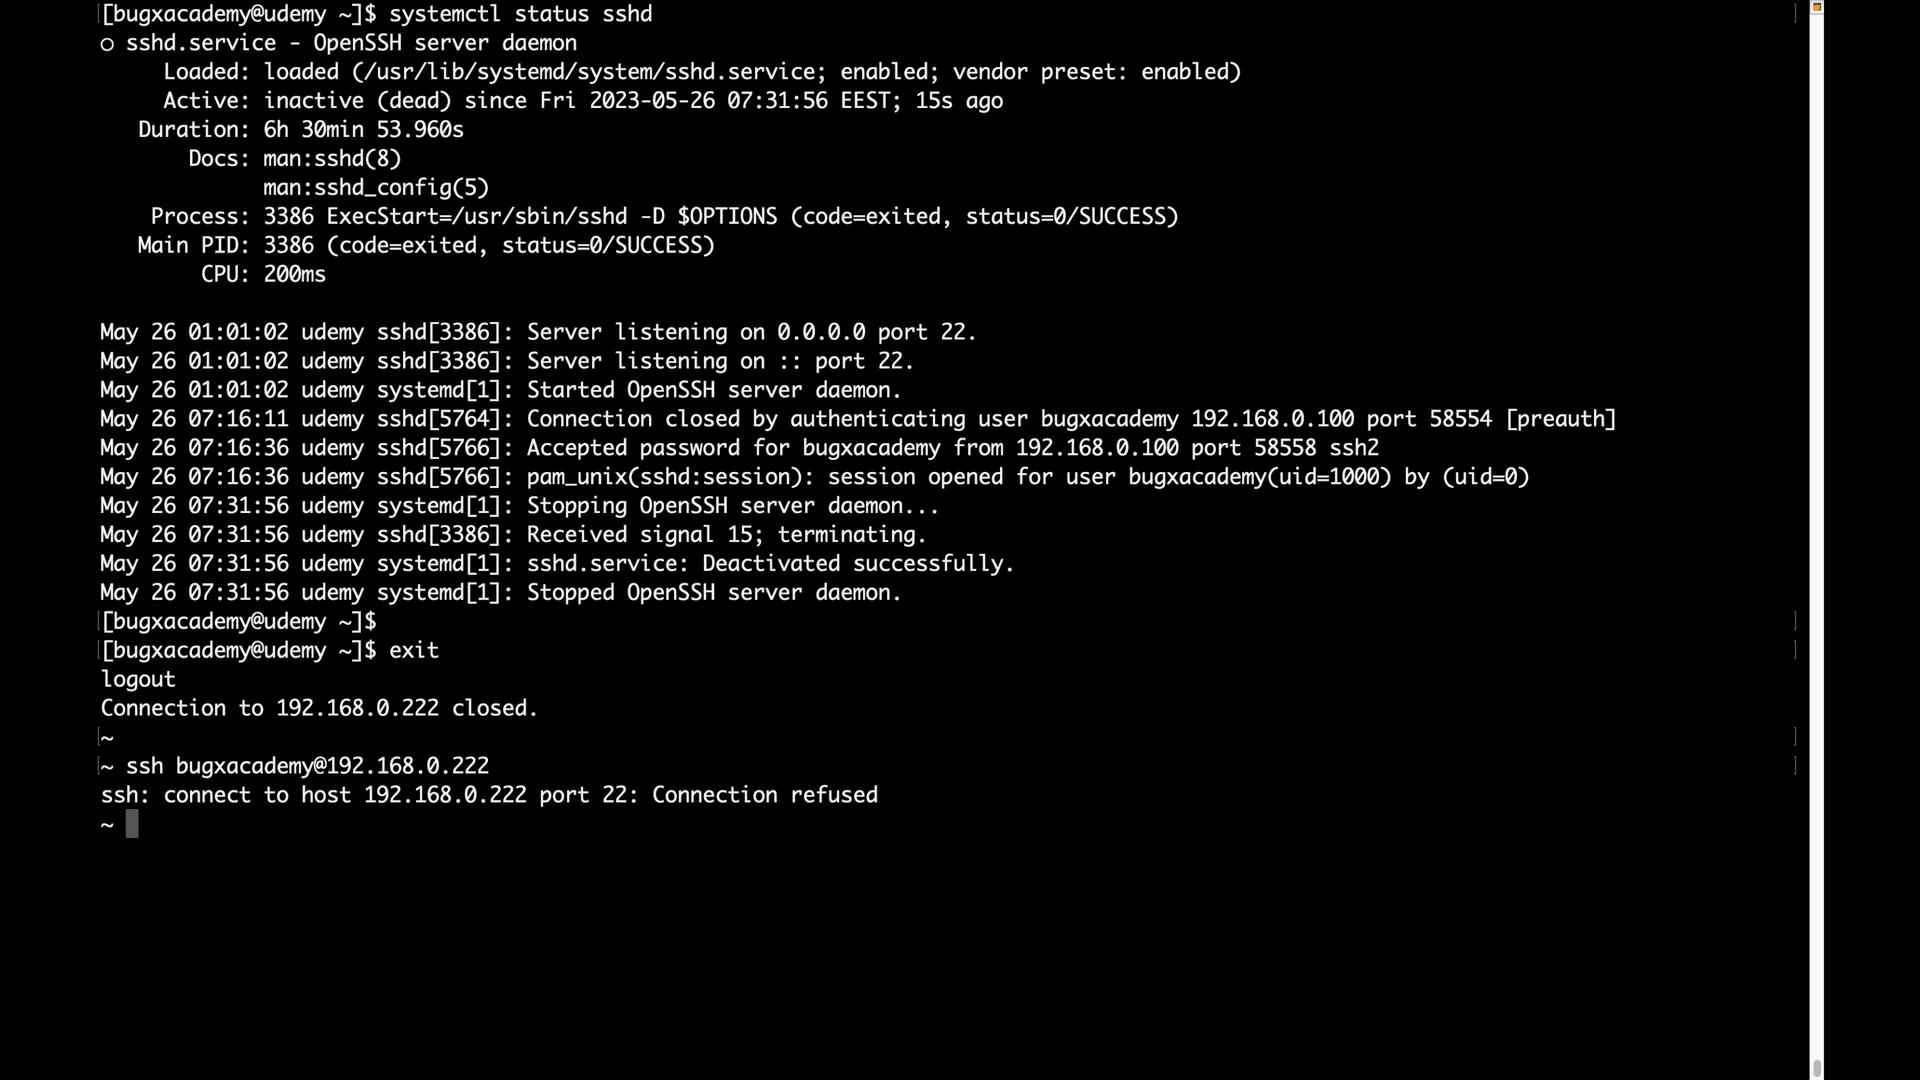 [bugxacademy@udemy ~]$ systemctl status sshd
○ sshd.service - OpenSSH server daemon
     Loaded: loaded (/usr/lib/systemd/system/sshd.service; enabled; vendor preset: enabled)
     Active: inactive (dead) since Fri 2023-05-26 07:31:56 EEST; 15s ago
   Duration: 6h 30min 53.960s
       Docs: man:sshd(8)
             man:sshd_config(5)
    Process: 3386 ExecStart=/usr/sbin/sshd -D $OPTIONS (code=exited, status=0/SUCCESS)
   Main PID: 3386 (code=exited, status=0/SUCCESS)
        CPU: 200ms

May 26 01:01:02 udemy sshd[3386]: Server listening on 0.0.0.0 port 22.
May 26 01:01:02 udemy sshd[3386]: Server listening on :: port 22.
May 26 01:01:02 udemy systemd[1]: Started OpenSSH server daemon.
May 26 07:16:11 udemy sshd[5764]: Connection closed by authenticating user bugxacademy 192.168.0.100 port 58554 [preauth]
May 26 07:16:36 udemy sshd[5766]: Accepted password for bugxacademy from 192.168.0.100 port 58558 ssh2
May 26 07:16:36 udemy sshd[5766]: pam_unix(sshd:session): session opened for user bugxacademy(uid=1000) by (uid=0)
May 26 07:31:56 udemy systemd[1]: Stopping OpenSSH server daemon...
May 26 07:31:56 udemy sshd[3386]: Received signal 15; terminating.
May 26 07:31:56 udemy systemd[1]: sshd.service: Deactivated successfully.
May 26 07:31:56 udemy systemd[1]: Stopped OpenSSH server daemon.
[bugxacademy@udemy ~]$
[bugxacademy@udemy ~]$ exit
logout
Connection to 192.168.0.222 closed.
~
~ ssh bugxacademy@192.168.0.222
ssh: connect to host 192.168.0.222 port 22: Connection refused
~